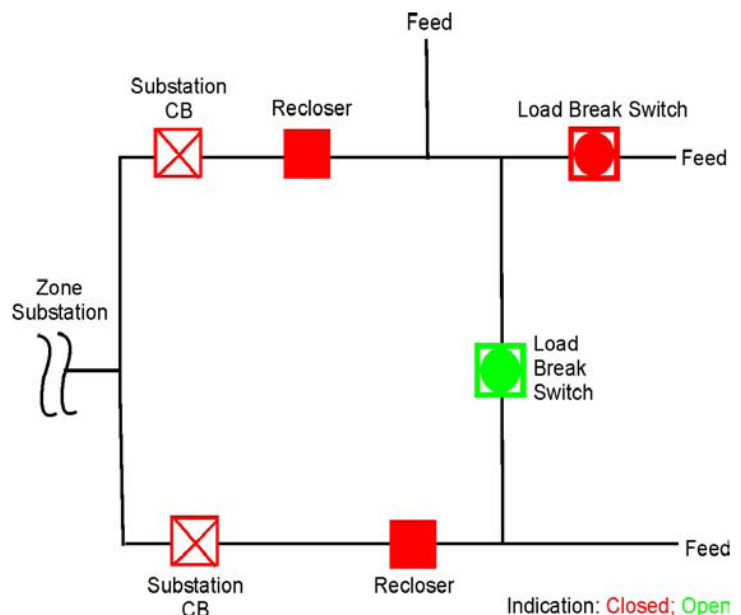 Feed
Substation
CB
Recloser
Load Break Switch
Feed
Zone
Substation
Load
Break
Switch
Substation
CB
Recloser
Feed
Indication: Closed; Open